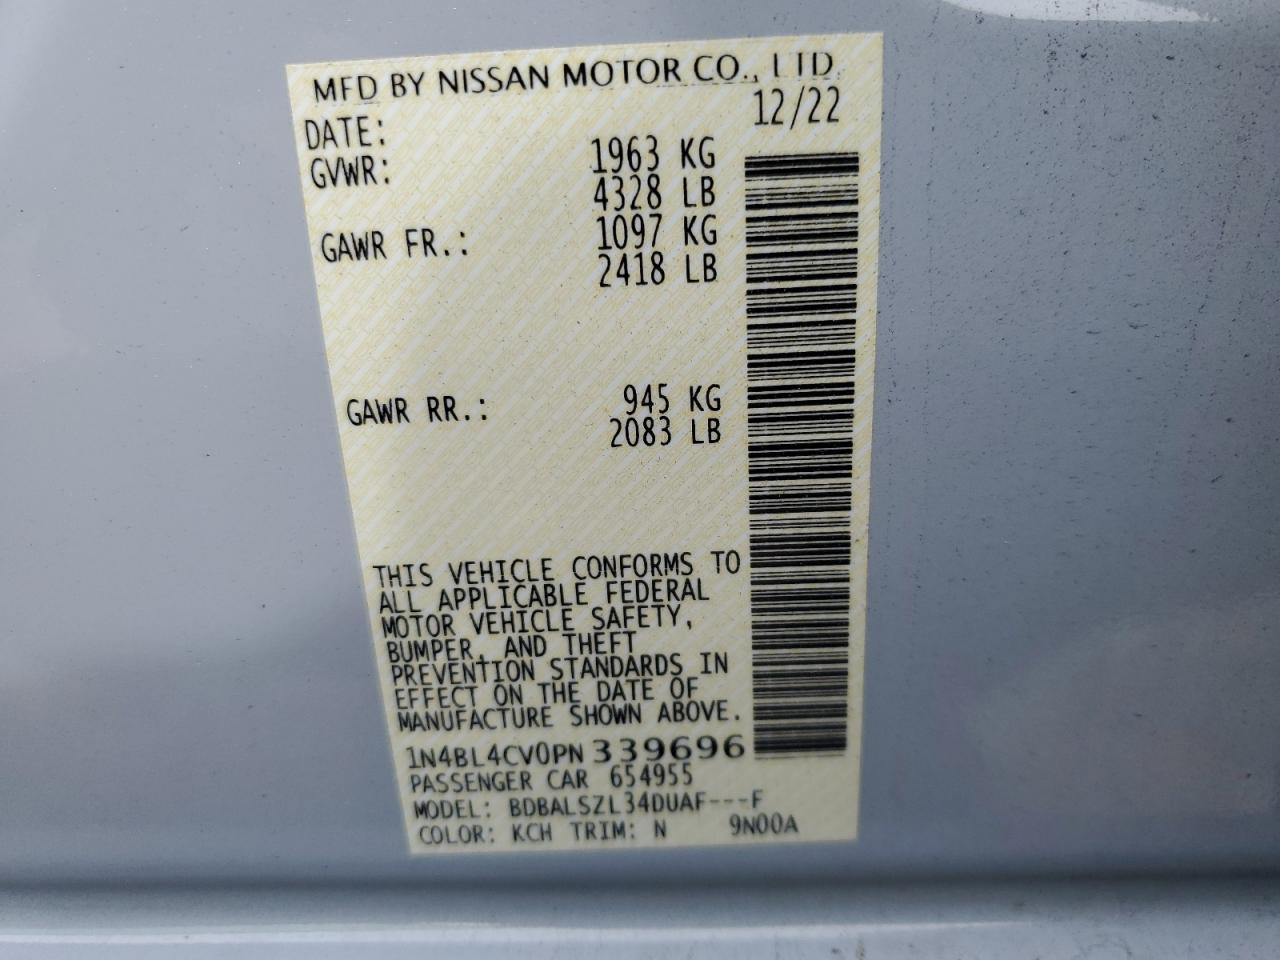 MFD BY NISSAN MOTOR CO., LTD.
DATE: 12/22
GVWR: 1963 KG
4328 LB
GAWR FR.: 1097 KG
2418 LB
GAWR RR.: 945 KG
2083 LB
THIS VEHICLE CONFORMS TO
ALL APPLICABLE FEDERAL
MOTOR VEHICLE SAFETY,
BUMPER, AND THEFT
PREVENTION STANDARDS IN
EFFECT ON THE DATE OF
MANUFACTURE SHOWN ABOVE.
1N4BL4CV0PN 339696
PASSENGER CAR 654955
MODEL: BDBALSZL34DUAF---F
COLOR: KCH TRIM: N 9N00A